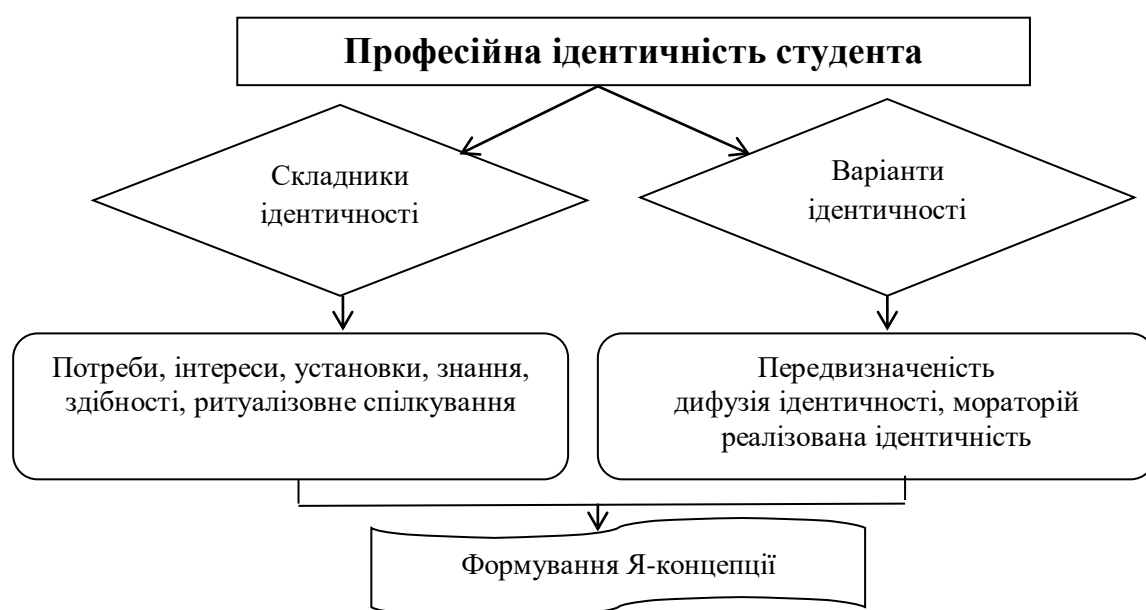 Професійна ідентичність студента
Складники
ідентичності
Варіанти
ідентичності
Потреби, інтереси, установки, знання,
здібності, ритуалізовне спілкування
Передвизначеність
дифузія ідентичності, мораторій
реалізована ідентичність
Формування Я-концепції